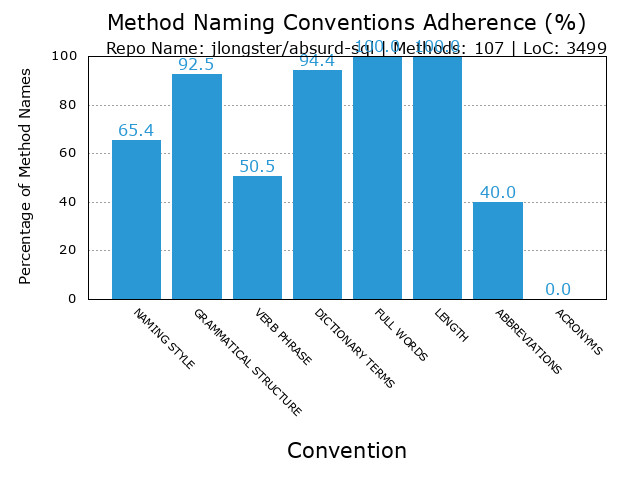 Method Naming Conventions Adherence (%)
Repo Name: jlongster/absurd-sql | Methods: 107 | LoC: 3499
Percentage of Method Names
100
80
60
40
20
0
65.4
92.5
50.5
94.4
100.0
100.0
40.0
0.0
NAMING STYLE
GRAMMATICAL STRUCTURE
VERB PHRASE
DICTIONARY TERMS
FULL WORDS
LENGTH
ABBREVIATIONS
ACRONYMS
Convention